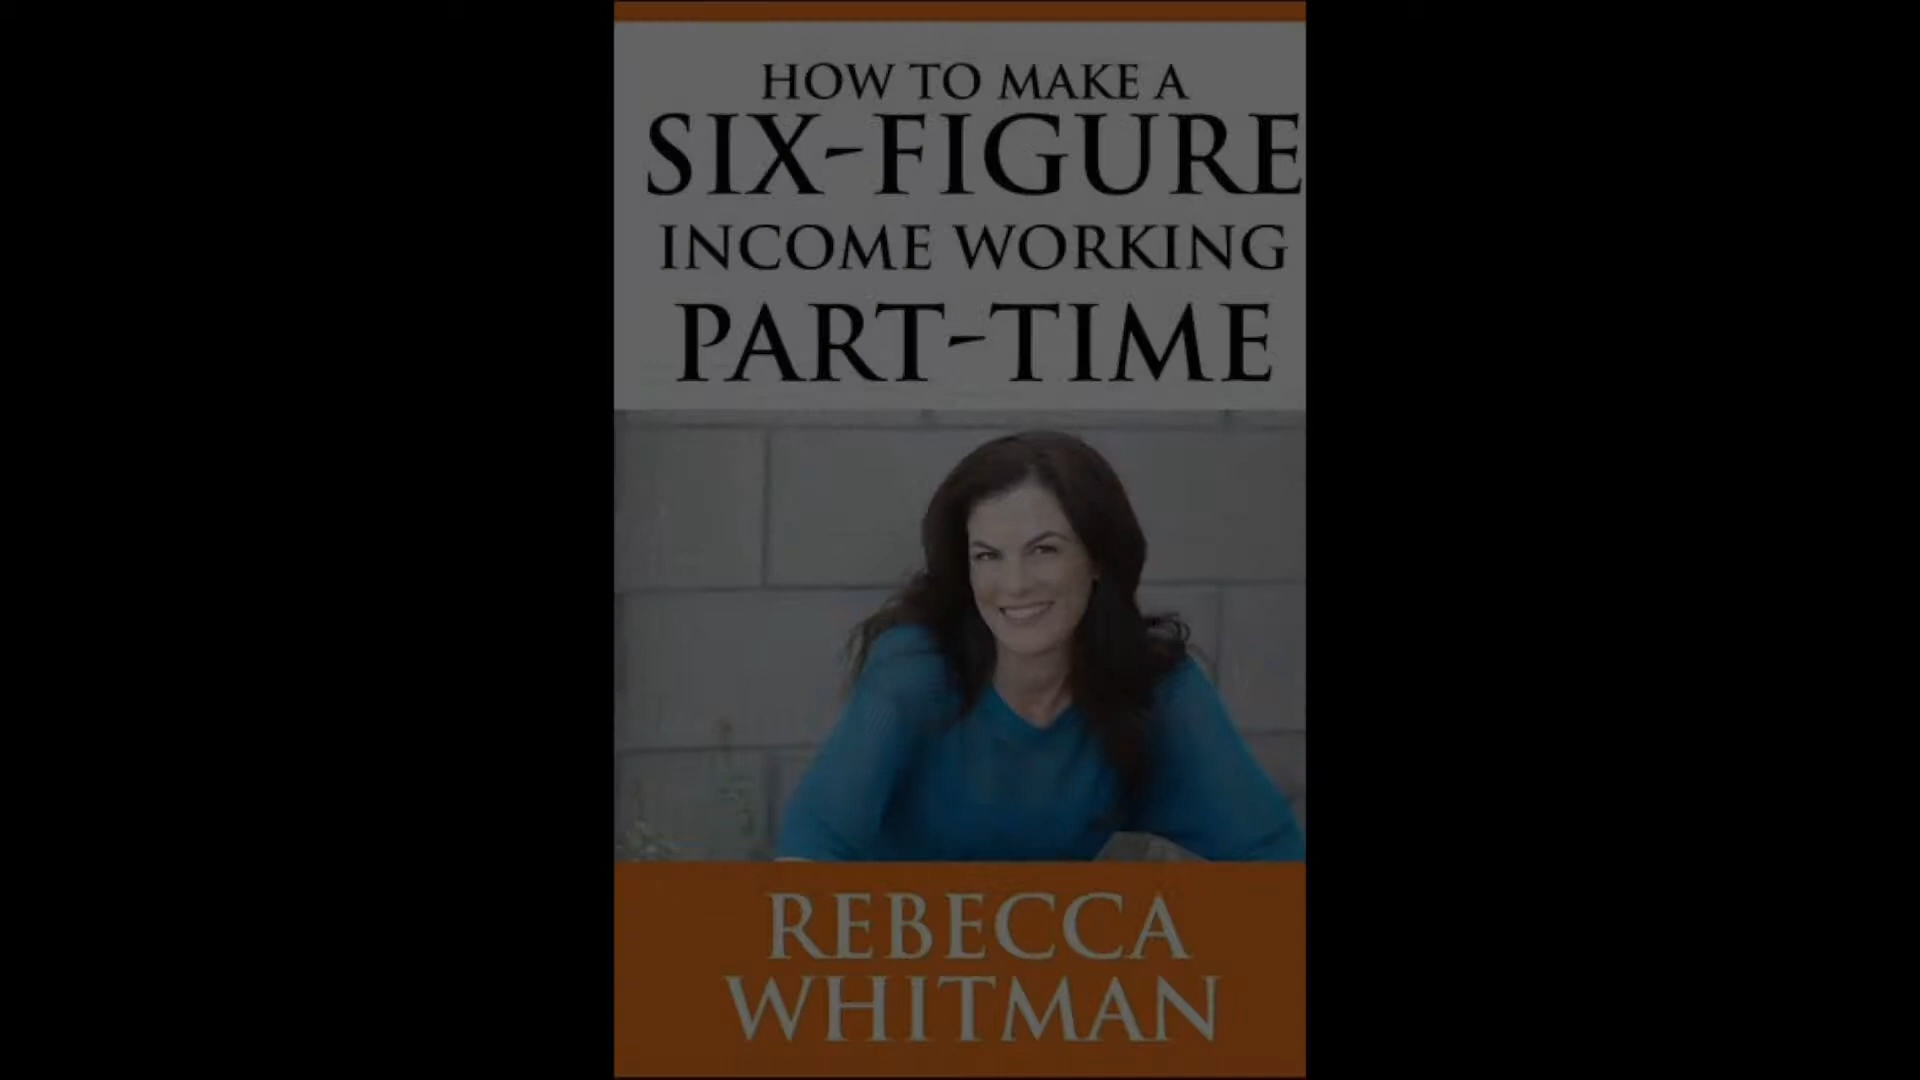 HOW TO MAKE A
SIX-FIGURE
INCOME WORKING
PART-TIME
REBECCA
WHITMAN